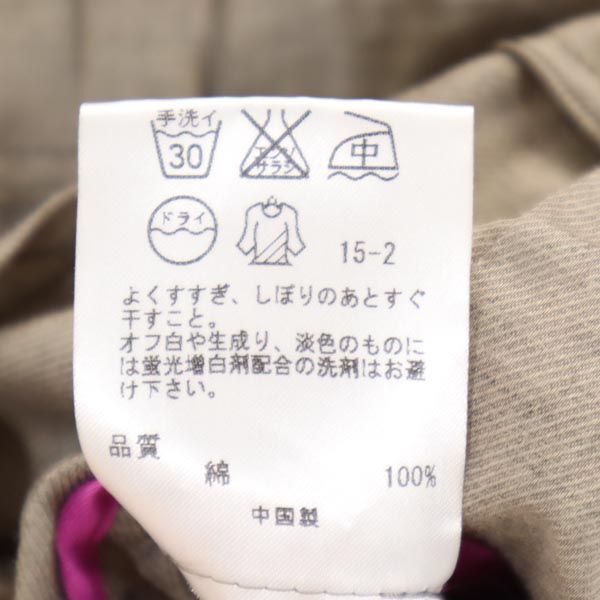 手洗イ
30
エンソ
サラシ
中
ドライ
15-2
よくすすぎ、しぼりのあとすぐ
干すこと。
オフ白や生成り、淡色のものに
は蛍光増白剤配合の洗剤はお避
け下さい。
品質
綿 100%
中国製